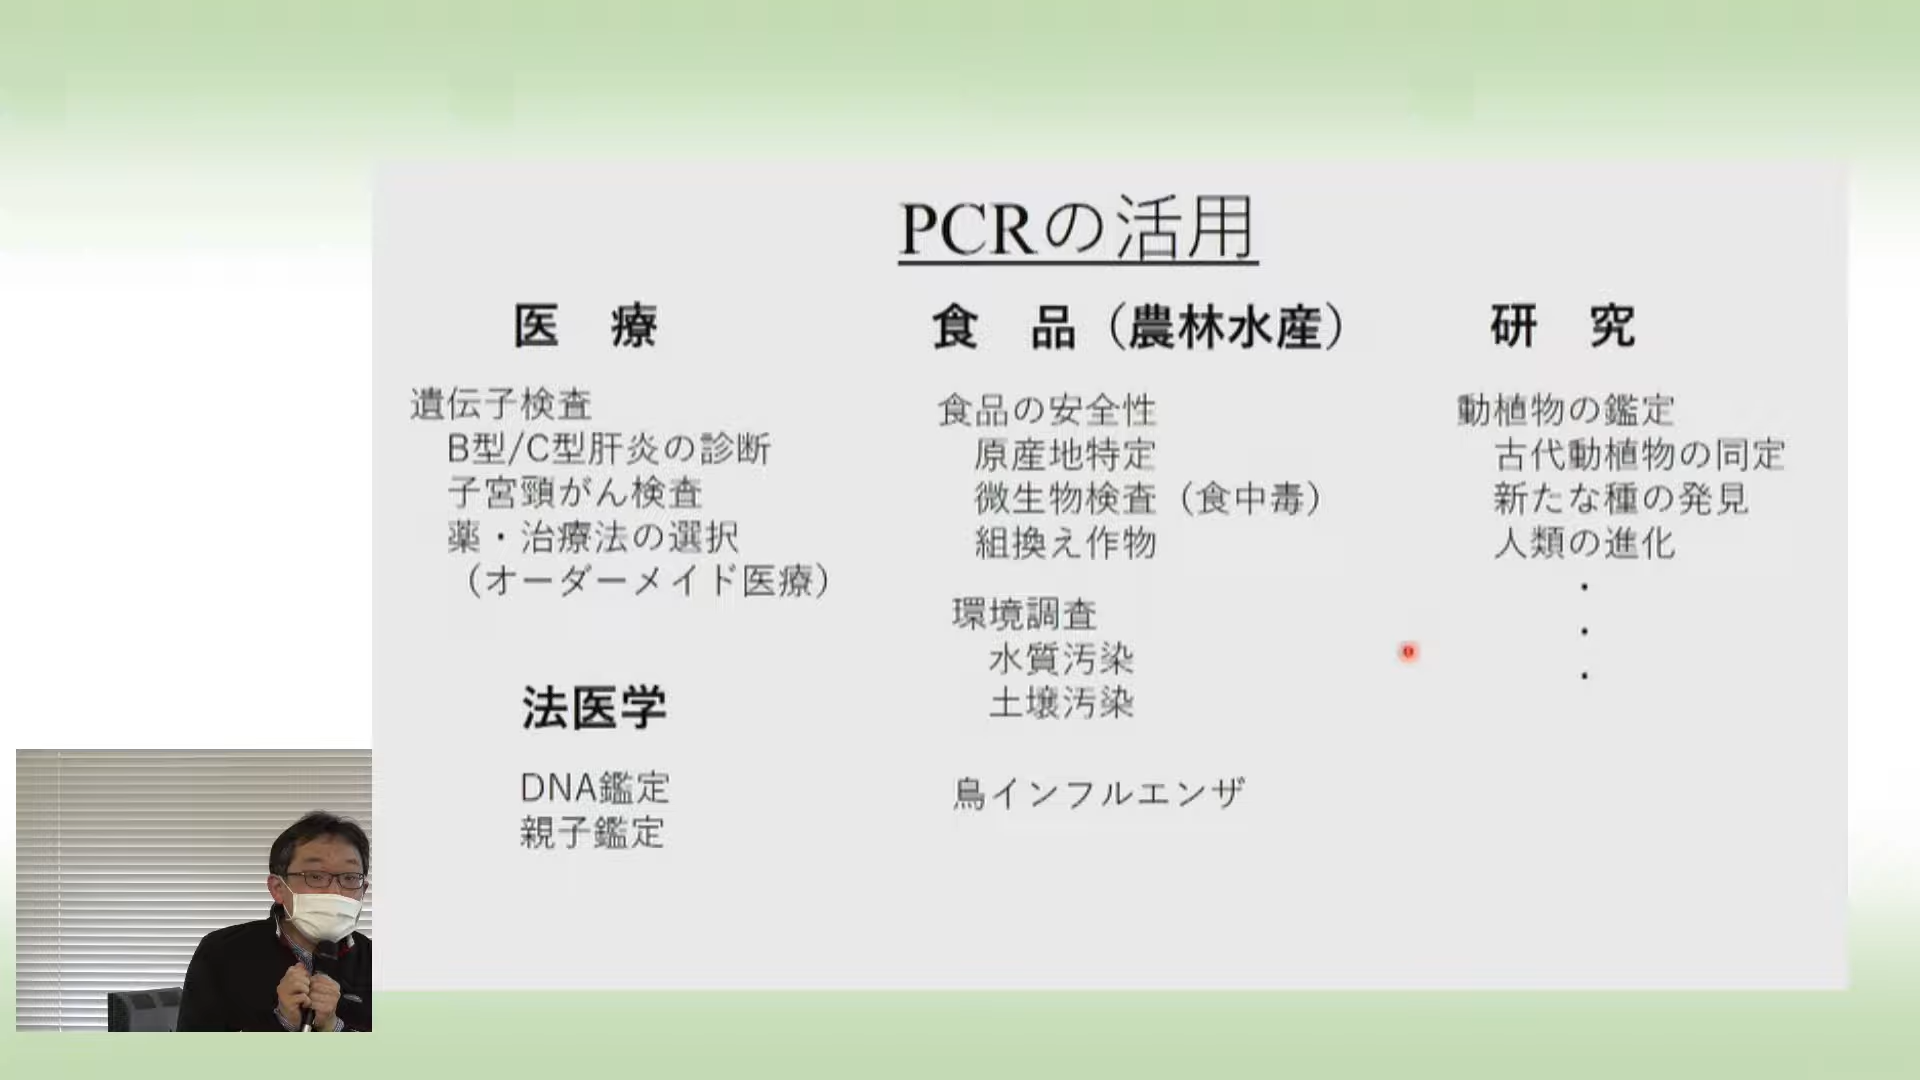 PCRの活用
医　療
遺伝子検査
B型/C型肝炎の診断
子宮頸がん検査
薬・治療法の選択
（オーダーメイド医療）
法医学
DNA鑑定
親子鑑定
食　品（農林水産）
食品の安全性
原産地特定
微生物検査（食中毒）
組換え作物
環境調査
水質汚染
土壌汚染
鳥インフルエンザ
研　究
動植物の鑑定
古代動植物の同定
新たな種の発見
人類の進化
・
・
・